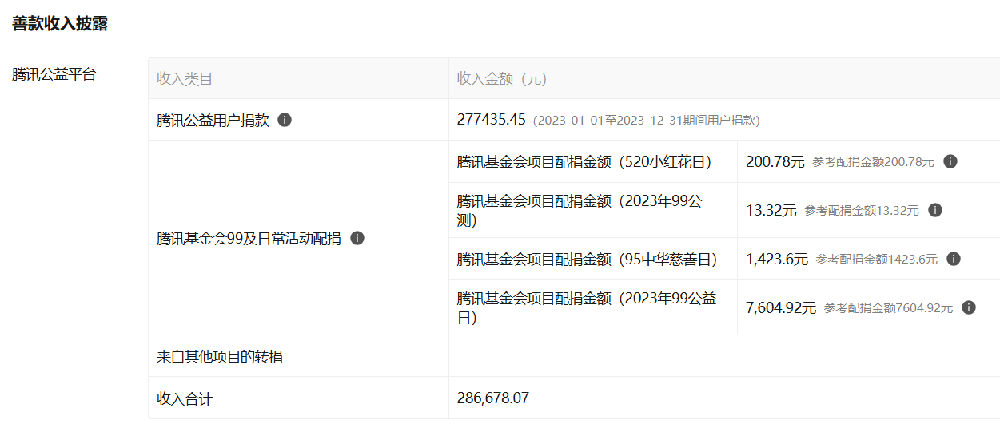 善款收入披露
腾讯公益平台
收入类目 收入金额（元）
腾讯公益用户捐款 277435.45（2023-01-01至2023-12-31期间用户捐款）
腾讯基金会99及日常活动配捐
腾讯基金会项目配捐金额（520小红花日） 200.78元 参考配捐金额200.78元
腾讯基金会项目配捐金额（2023年99公
测） 13.32元 参考配捐金额13.32元
腾讯基金会项目配捐金额（95中华慈善日） 1,423.6元 参考配捐金额1423.6元
腾讯基金会项目配捐金额（2023年99公益
日） 7,604.92元 参考配捐金额7604.92元
来自其他项目的转捐
收入合计 286,678.07